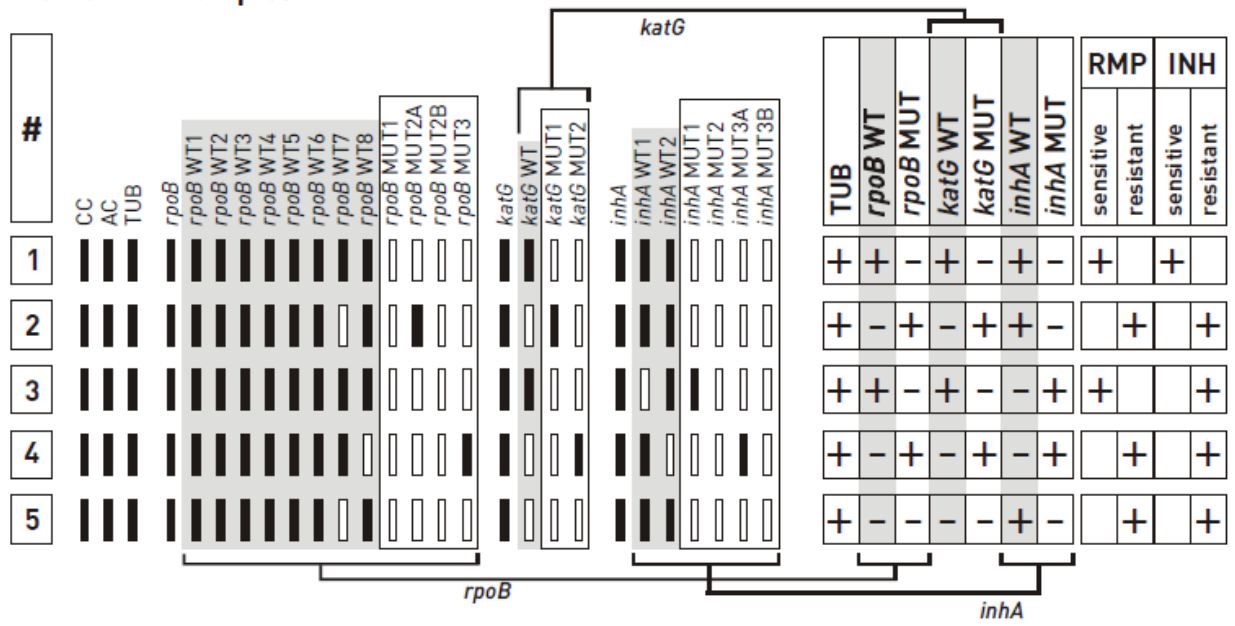 katG
#
CC
AC
TUB
rpoB
rpoB WT1
rpoB WT2
rpoB WT3
rpoB WT4
rpoB WT5
rpoB WT6
rpoB WT7
rpoB WT8
rpoB MUT1
rpoB MUT2A
rpoB MUT2B
rpoB MUT3
katG
katG WT
katG MUT1
katG MUT2
inhA
inhA WT1
inhA WT2
inhA MUT1
inhA MUT2
inhA MUT3A
inhA MUT3B
TUB
rpoB WT
rpoB MUT
katG WT
katG MUT
inhA WT
inhA MUT
RMP INH
sensitive
resistant
sensitive
resistant
1 + + − + − + − + +
2 + − + − + + − + +
3 + + − + − − + + +
4 + − + − + − + + +
5 + − − − − + − + +
rpoB
inhA